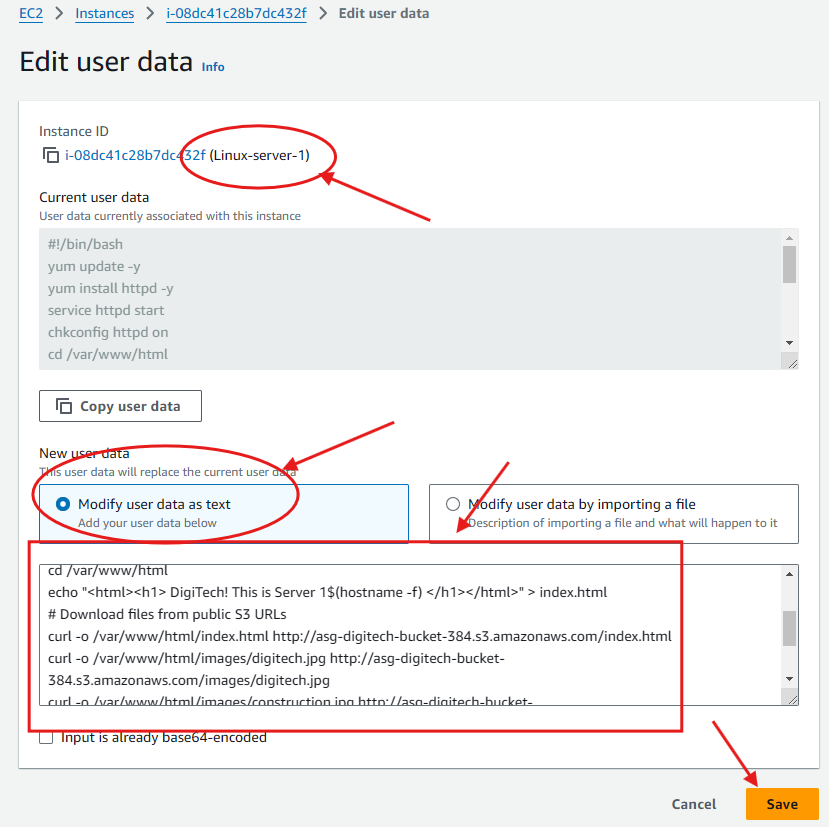 EC2 > Instances > i-08dc41c28b7dc432f > Edit user data
Edit user data Info
Instance ID
i-08dc41c28b7dc432f (Linux-server-1)
Current user data
User data currently associated with this instance
#!/bin/bash
yum update -y
yum install httpd -y
service httpd start
chkconfig httpd on
cd /var/www/html
Copy user data
New user data
This user data will replace the current user data
Modify user data as text
Add your user data below
Modify user data by importing a file
Description of importing a file and what will happen to it
cd /var/www/html
echo "<html><h1> DigiTech! This is Server 1$(hostname -f) </h1></html>" > index.html
# Download files from public S3 URLs
curl -o /var/www/html/index.html http://asg-digitech-bucket-384.s3.amazonaws.com/index.html
curl -o /var/www/html/images/digitech.jpg http://asg-digitech-bucket-
384.s3.amazonaws.com/images/digitech.jpg
curl -o /var/www/html/images/construction.jpg http://asg-digitech-bucket-
Input is already base64-encoded
Cancel Save